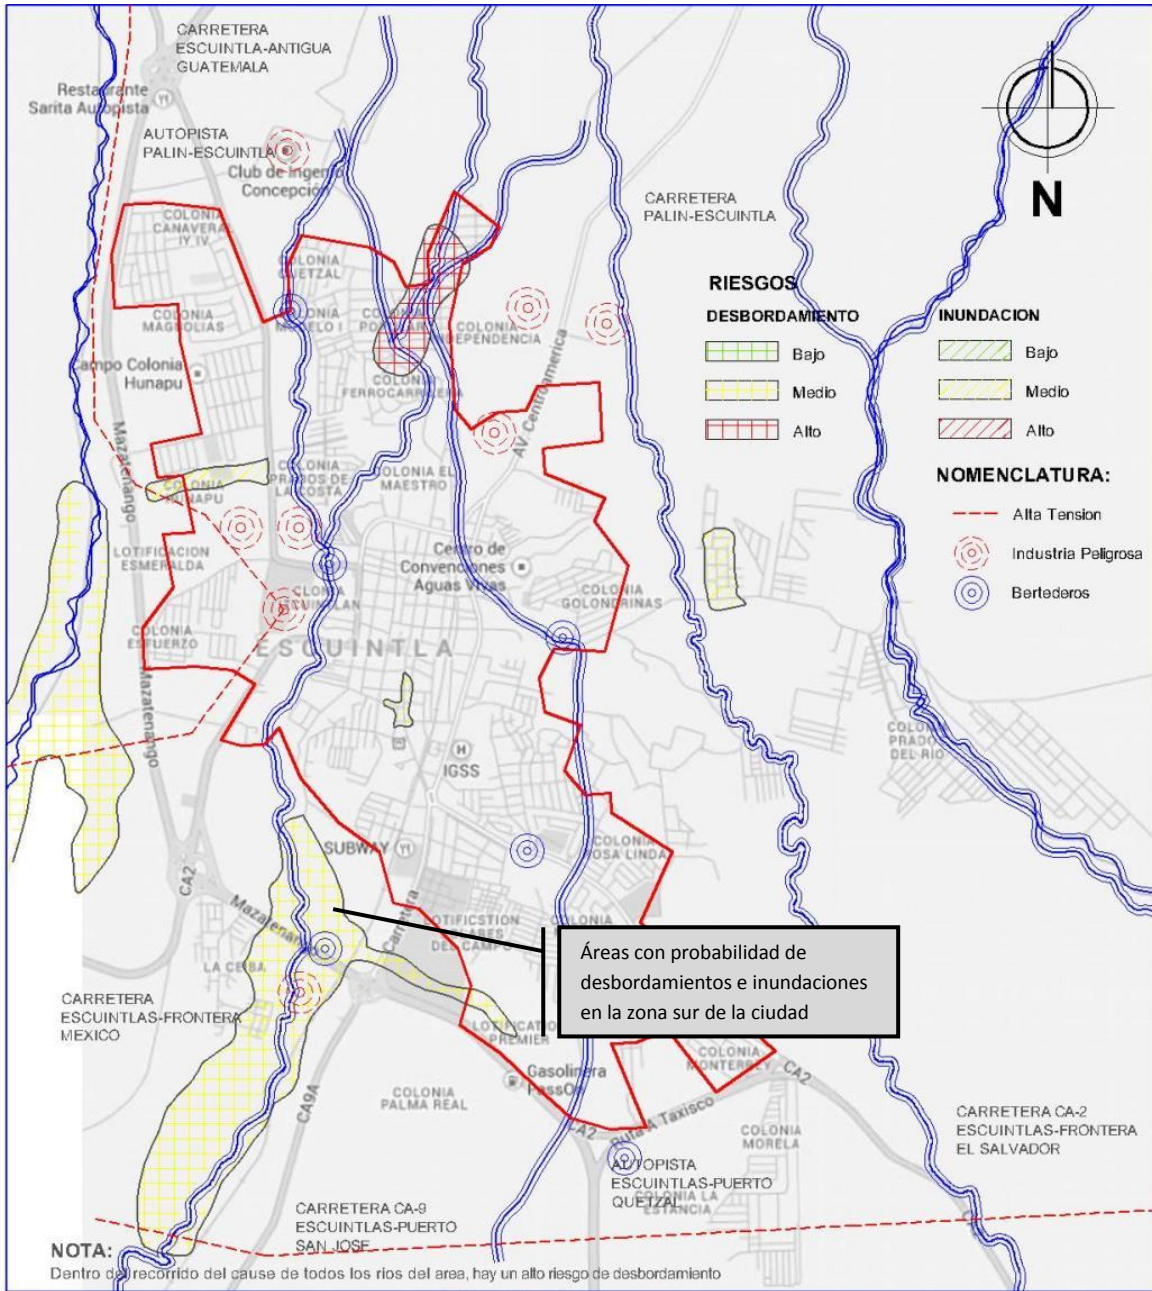 CARRETERA
ESCUINTLA-ANTIGUA
GUATEMALA
Restaurante
Sarita Autopista
AUTOPISTA
PALIN-ESCUINTLA
Club de Ingenio
Concepción
CARRETERA
PALIN-ESCUINTLA
N
COLONIA
CANAVERAL
IV. IV.
COLONIA
QUETZAL
COLONIA
MAGNOLIAS
COLONIA
MODELO I
COLONIA
COLONIA
INDEPENDENCIA
Campo Colonia
Hunapu
COLONIA
FERROCARRILERA
AV. Centroamerica
Mazatenango
RIESGOS
DESBORDAMIENTO
INUNDACION
Bajo
Bajo
Medio
Medio
Alto
Alto
NOMENCLATURA:
Alta Tension
Industria Peligrosa
Bertederos
COLONIA
HUNAPU
COLONIA
PRADOS DE
LA COSTA
COLONIA EL
MAESTRO
LOTIFICACION
ESMERALDA
Centro de
Convenciones
Aguas Vivas
COLONIA
GOLONDRINAS
COLONIA
ESFUERZO
ESCUINTLA
Mazatenango
H
IGSS
COLONIA
PRADOS
DEL RIO
SUBWAY
COLONIA
ROSA LINDA
CA2
Mazatenango
Carretera
LOTIFICSTION
DEL CAMPO
LA CEIBA
Áreas con probabilidad de
desbordamientos e inundaciones
en la zona sur de la ciudad
CARRETERA
ESCUINTLAS-FRONTERA
MEXICO
LOTIFICATION
PREMIER
COLONIA
MONTERREY
CA2
Gasolinera
PassOn
COLONIA
PALMA REAL
CA9A
CA2
Ruta A Taxisco
COLONIA
MORELA
CARRETERA CA-2
ESCUINTLAS-FRONTERA
EL SALVADOR
AUTOPISTA
ESCUINTLAS-PUERTO
QUETZAL
COLONIA LA
ESTANCIA
CARRETERA CA-9
ESCUINTLAS-PUERTO
SAN JOSE
NOTA:
Dentro del recorrido del cause de todos los rios del area, hay un alto riesgo de desbordamiento